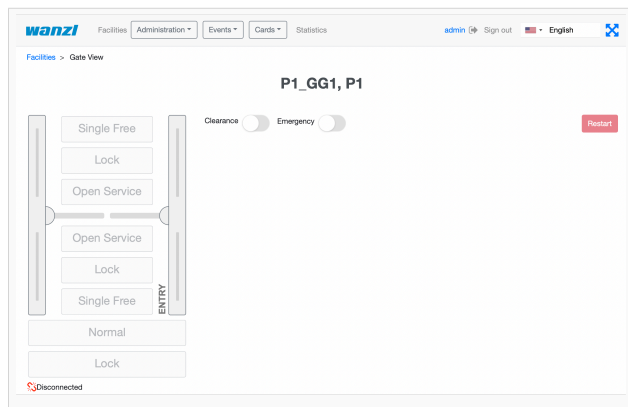 wanzl Facilities Administration Events Cards Statistics admin Sign out English
Facilities > Gate View
P1_GG1, P1
Single Free
Clearance Emergency Restart
Lock
Open Service
Open Service
Lock
Single Free
ENTRY
Normal
Lock
Disconnected